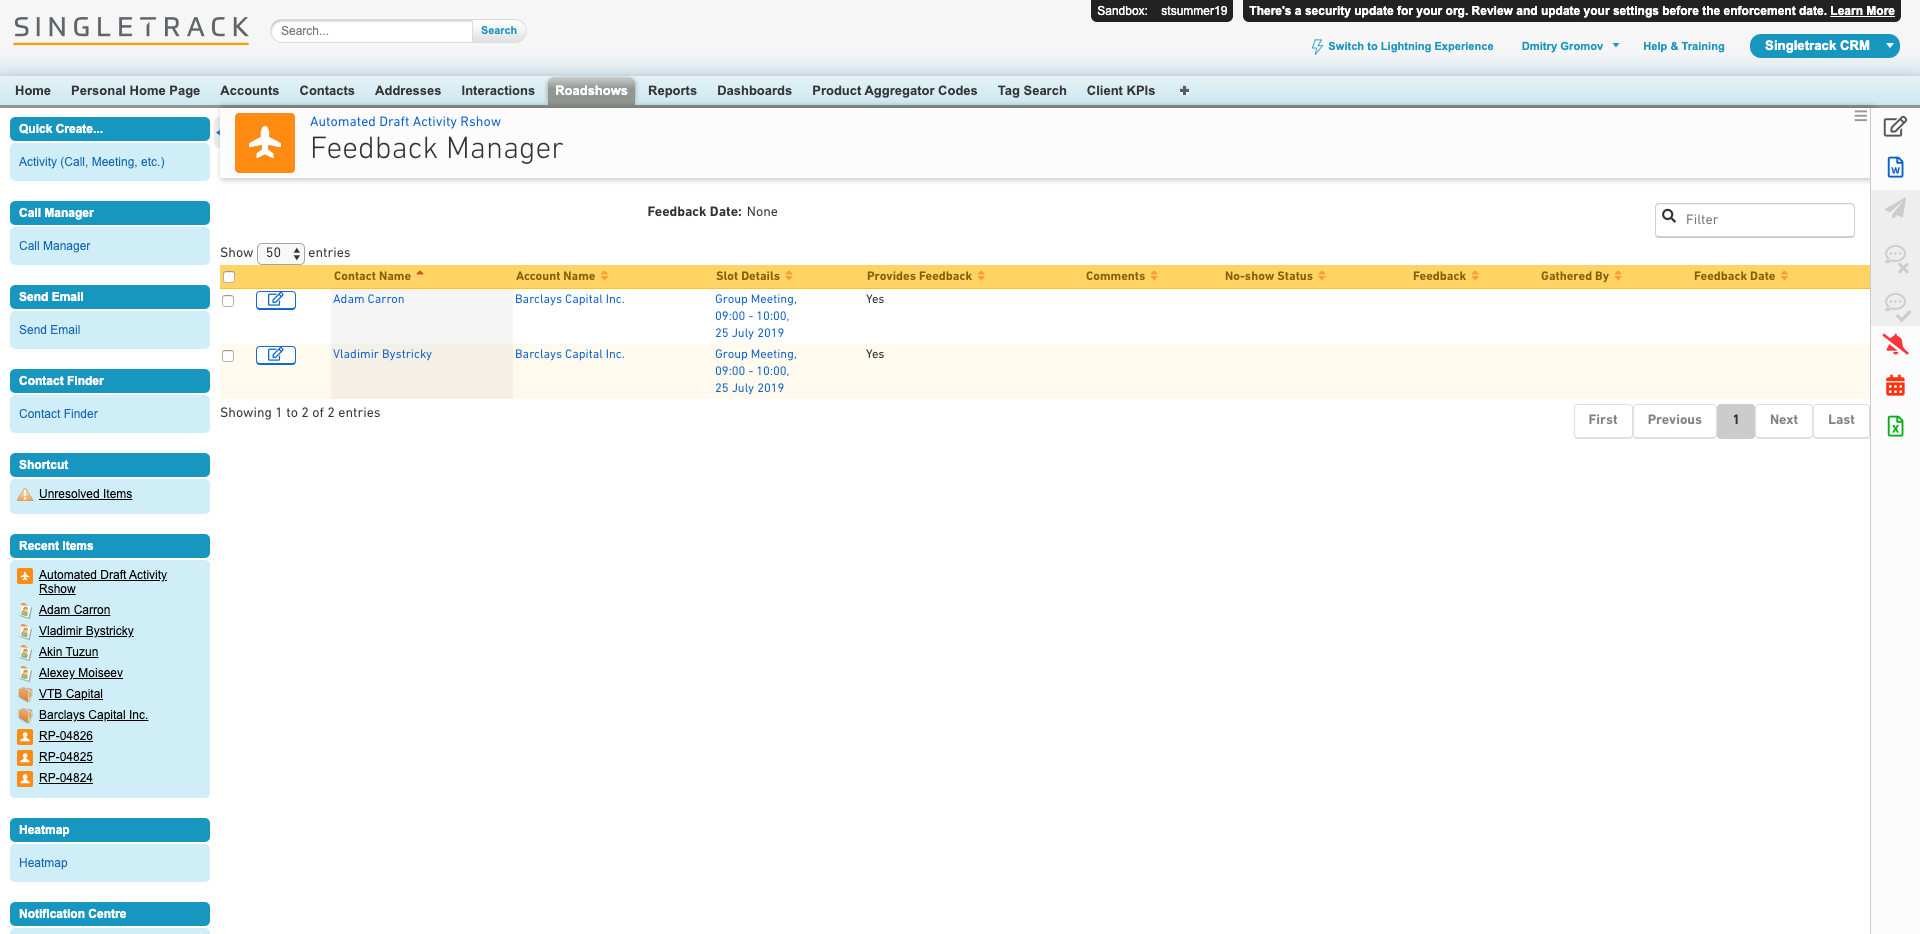 Sandbox: stsummer19
There's a security update for your org. Review and update your settings before the enforcement date. Learn More
SINGLETRACK
Search...
Search
Switch to Lightning Experience
Dmitry Gromov
Help & Training
Singletrack CRM
Home Personal Home Page Accounts Contacts Addresses Interactions Roadshows Reports Dashboards Product Aggregator Codes Tag Search Client KPIs +
Quick Create...
Activity (Call, Meeting, etc.)
Call Manager
Call Manager
Send Email
Send Email
Contact Finder
Contact Finder
Shortcut
Unresolved Items
Recent Items
Automated Draft Activity
Rshow
Adam Carron
Vladimir Bystricky
Akin Tuzun
Alexey Moiseev
VTB Capital
Barclays Capital Inc.
RP-04826
RP-04825
RP-04824
Heatmap
Heatmap
Notification Centre
Automated Draft Activity Rshow
Feedback Manager
Feedback Date: None
Filter
Show 50 entries
Contact Name Account Name Slot Details Provides Feedback Comments No-show Status Feedback Gathered By Feedback Date
Adam Carron Barclays Capital Inc. Group Meeting, Yes
09:00 - 10:00,
25 July 2019
Vladimir Bystricky Barclays Capital Inc. Group Meeting, Yes
09:00 - 10:00,
25 July 2019
Showing 1 to 2 of 2 entries
First Previous 1 Next Last